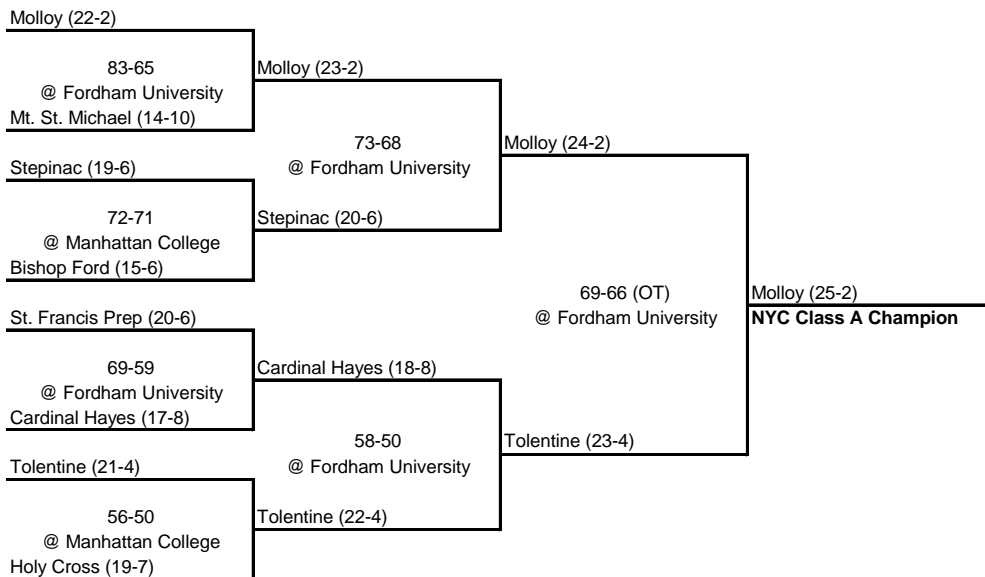 Molloy (22-2)
83-65
@ Fordham University
Mt. St. Michael (14-10)
Molloy (23-2)
Stepinac (19-6)
72-71
@ Manhattan College
Bishop Ford (15-6)
Stepinac (20-6)
73-68
@ Fordham University
Molloy (24-2)
St. Francis Prep (20-6)
69-59
@ Fordham University
Cardinal Hayes (17-8)
Cardinal Hayes (18-8)
Tolentine (21-4)
56-50
@ Manhattan College
Holy Cross (19-7)
Tolentine (22-4)
58-50
@ Fordham University
Tolentine (23-4)
69-66 (OT)
@ Fordham University
Molloy (25-2)
NYC Class A Champion